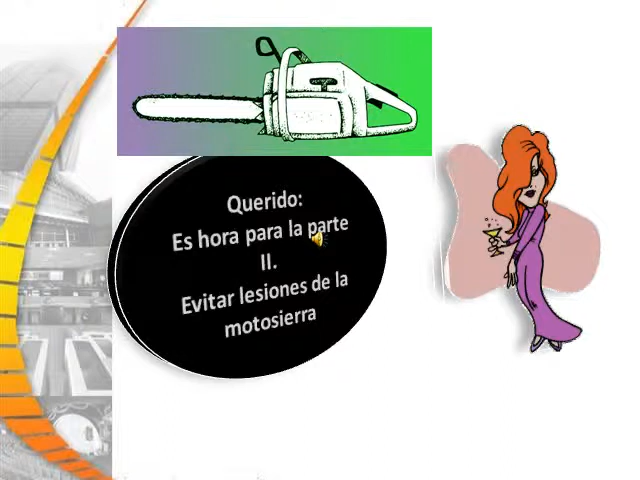 Querido:
Es hora para la parte
II.
Evitar lesiones de la
motosierra